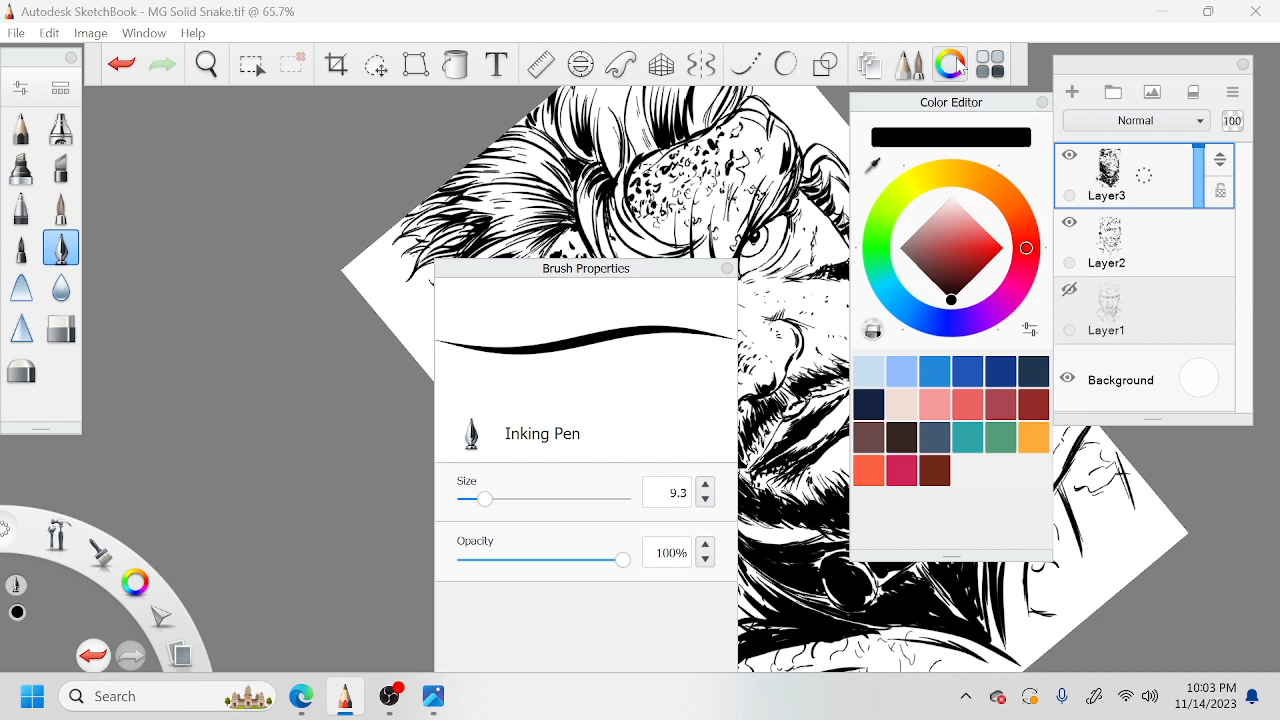 Autodesk SketchBook - MG Solid Snake.tif @ 65.7%
File Edit Image Window Help
T
Color Editor
Normal 100
Layer3
Layer2
Layer1
Background
Brush Properties
Inking Pen
Size
9.3
Opacity
100%
Search
10:03 PM
11/14/2023